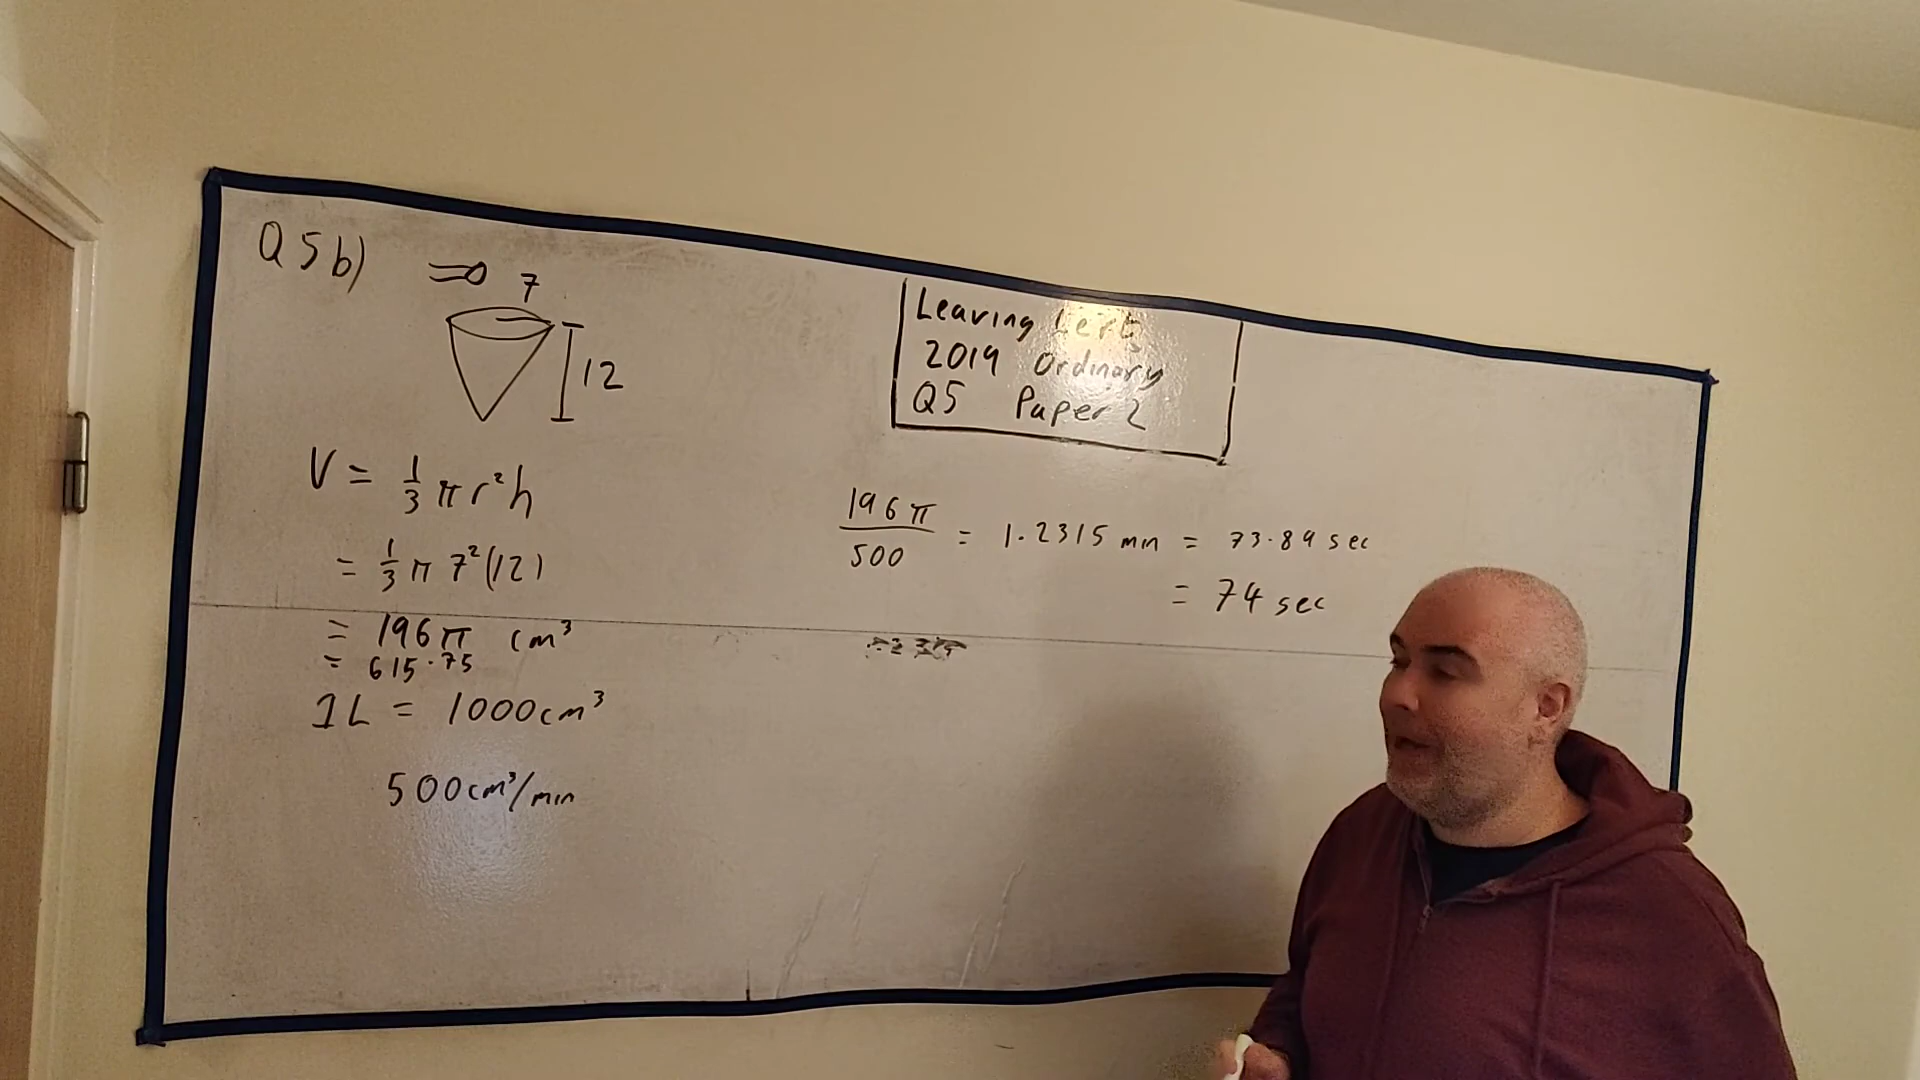 Q5b)
7
12
V = 1/3 πr²h
= 1/3 π 7²(12)
= 196π cm³
= 615.75
1L = 1000cm³
500cm³/min
Leaving Cert
2019 Ordinary
Q5 Paper 2
196π/500 = 1.2315 min = 73.89 sec
= 74 sec